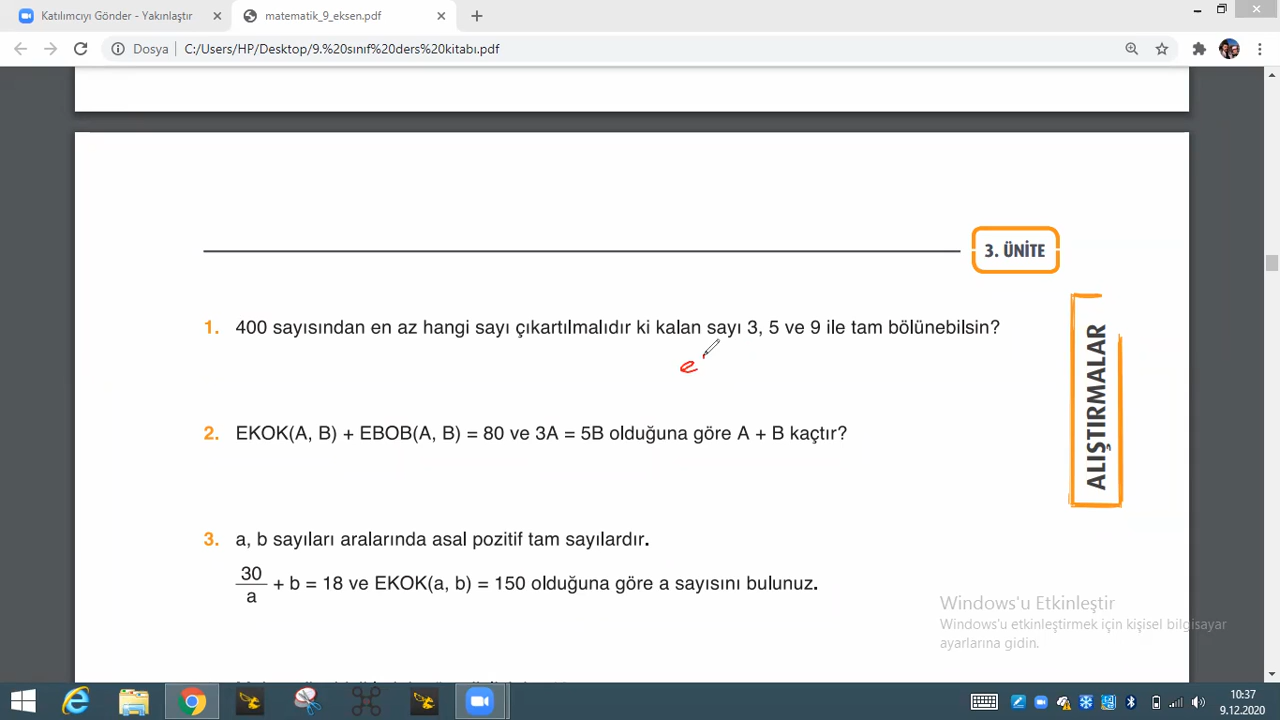 Katılımcıyı Gönder - Yakınlaştır
matematik_9_eksen.pdf
Dosya
C:/Users/HP/Desktop/9.%20sınıf%20ders%20kitabı.pdf
3. ÜNİTE
1. 400 sayısından en az hangi sayı çıkartılmalıdır ki kalan sayı 3, 5 ve 9 ile tam bölünebilsin?
e
2. EKOK(A, B) + EBOB(A, B) = 80 ve 3A = 5B olduğuna göre A + B kaçtır?
3. a, b sayıları aralarında asal pozitif tam sayılardır.
30/a + b = 18 ve EKOK(a, b) = 150 olduğuna göre a sayısını bulunuz.
ALIŞTIRMALAR
Windows'u Etkinleştir
Windows'u etkinleştirmek için kişisel bilgisayar
ayarlarına gidin.
10:37
9.12.2020